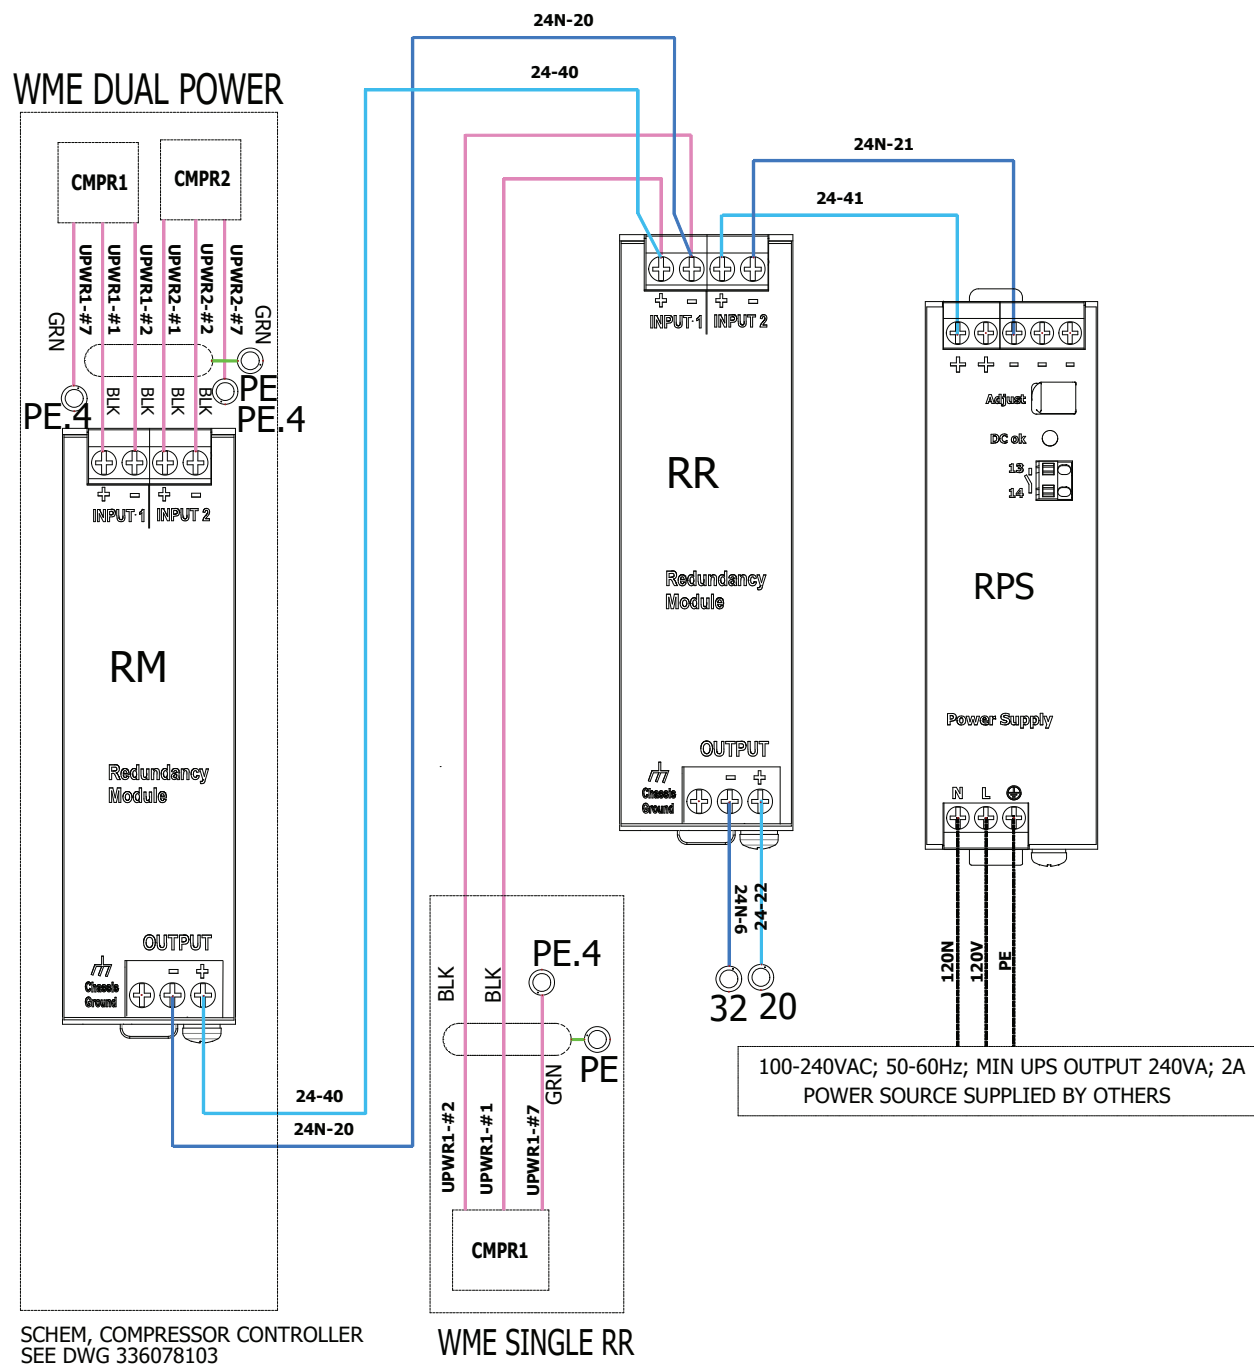 24N-20
24-40
WME DUAL POWER
24N-21
24-41
CMPR1
CMPR2
UPWR1-#7
UPWR1-#1
UPWR1-#2
UPWR2-#1
UPWR2-#2
UPWR2-#7
GRN
GRN
PE
PE.4
PE.4
BLK
BLK
BLK
BLK
+ - + -
INPUT 1 INPUT 2
RM
Redundancy
Module
OUTPUT
- +
Chassis
Ground
24-40
24N-20
+ - + -
INPUT 1 INPUT 2
RR
Redundancy
Module
OUTPUT
- +
Chassis
Ground
24N-6
24-22
32 20
+ + - - -
Adjust
DC ok
13
14
RPS
Power Supply
N L
120N
120V
PE
100-240VAC; 50-60Hz; MIN UPS OUTPUT 240VA; 2A
POWER SOURCE SUPPLIED BY OTHERS
BLK
BLK
PE.4
PE
GRN
UPWR1-#2
UPWR1-#1
UPWR1-#7
CMPR1
WME SINGLE RR
SCHEM, COMPRESSOR CONTROLLER
SEE DWG 336078103